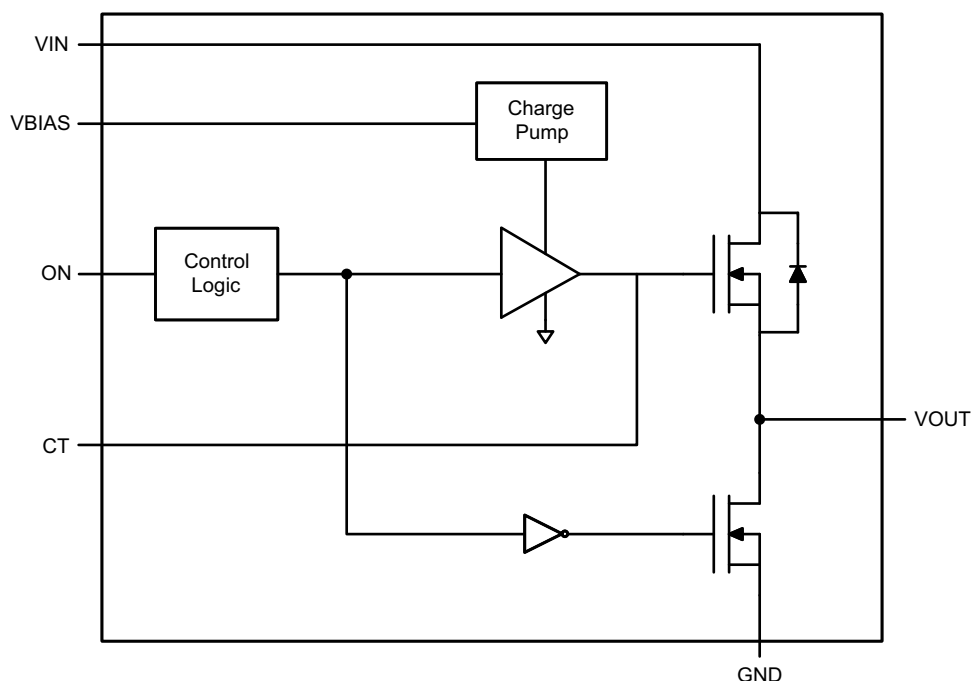 VIN
Charge
Pump
VBIAS
Control
Logic
ON
CT
VOUT
GND